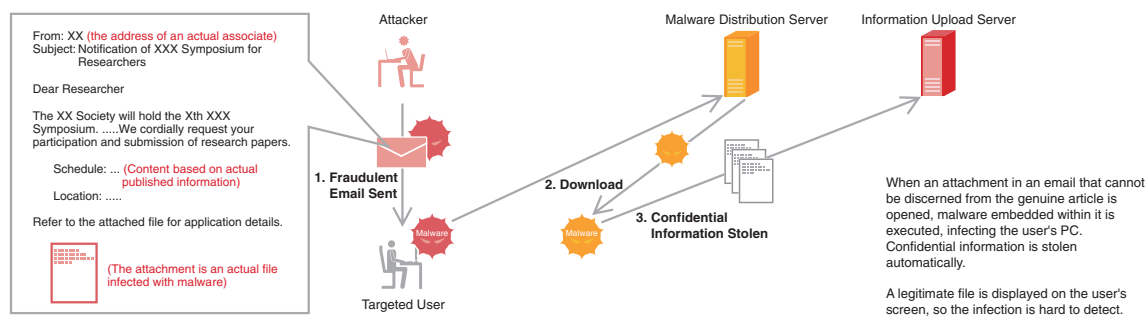 From: XX (the address of an actual associate)
Subject: Notification of XXX Symposium for
Researchers
Dear Researcher
The XX Society will hold the Xth XXX
Symposium. .....We cordially request your
participation and submission of research papers.
Schedule: ... (Content based on actual
published information)
Location: .....
Refer to the attached file for application details.
(The attachment is an actual file
infected with malware)
Attacker
1. Fraudulent
Email Sent
Malware
Targeted User
Malware Distribution Server
2. Download
Malware
3. Confidential
Information Stolen
Information Upload Server
When an attachment in an email that cannot
be discerned from the genuine article is
opened, malware embedded within it is
executed, infecting the user's PC.
Confidential information is stolen
automatically.
A legitimate file is displayed on the user's
screen, so the infection is hard to detect.